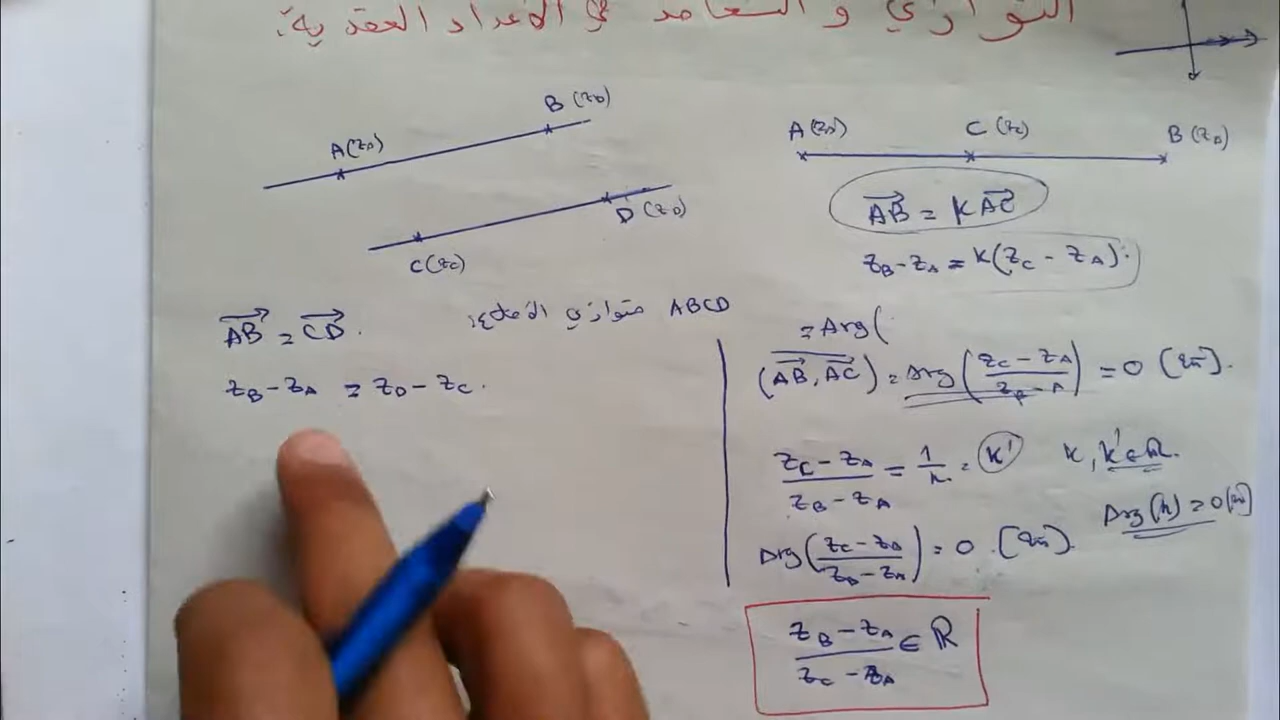 التوازي و التعامد في الأعداد العقدية:
A(zA)
B(zB)
C(zC)
D(zD)
AB = CD.
ABCD متوازي الأضلاع
zB - zA = zD - zC.
A(zA) C(zC) B(zB)
AB = KAC
zB - zA = K(zC - zA).
= Arg(
(AB, AC) = Arg((zC - zA)/(zB - A)) = 0 [2π].
(zC - zA)/(zB - zA) = 1/k = K' K, K' ∈ ℝ.
Arg(k) = 0 [2π]
Arg((zC - zA)/(zB - zA)) = 0 . [2π].
(zB - zA)/(zC - zA) ∈ ℝ